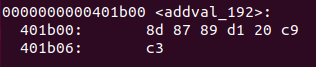 0000000000401b00 <addval_192>:
  401b00:       8d 87 89 d1 20 c9
  401b06:       c3